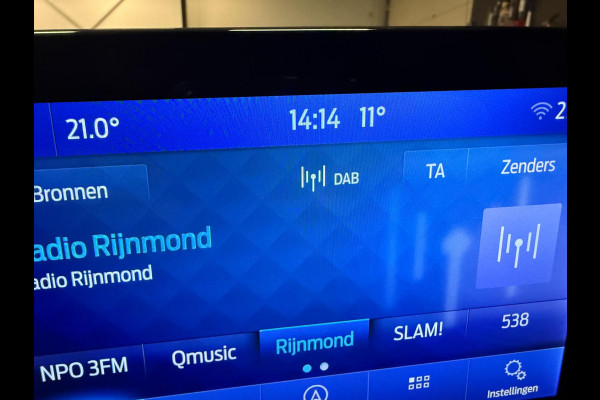 21.0° 14:14 11° 2
Bronnen DAB TA Zenders
adio Rijnmond
adio Rijnmond
NPO 3FM Qmusic Rijnmond SLAM! 538
Instellingen